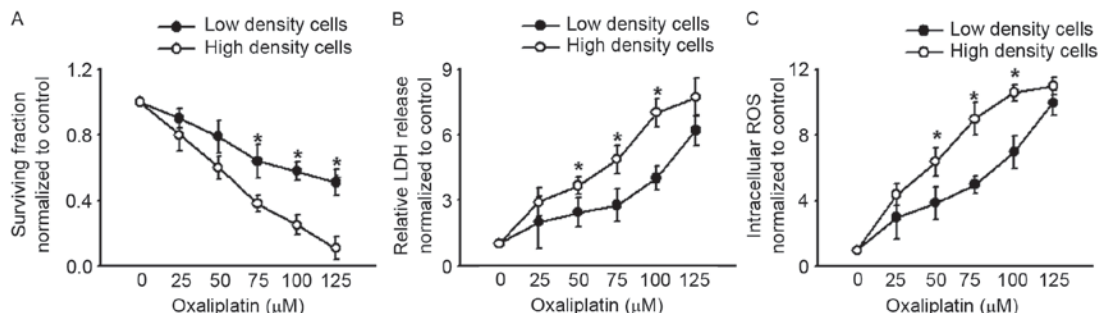 A
Low density cells
High density cells
Surviving fraction
normalized to control
1.2
0.8
0.4
0.0
*
*
*
0 25 50 75 100 125
Oxaliplatin (µM)
B
Low density cells
High density cells
Relative LDH release
normalized to control
9
6
3
0
*
*
*
0 25 50 75 100 125
Oxaliplatin (µM)
C
Low density cells
High density cells
Intracellular ROS
normalized to control
12
8
4
0
*
*
*
0 25 50 75 100 125
Oxaliplatin (µM)